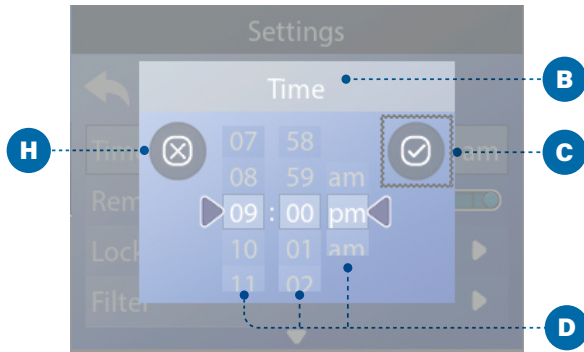 Settings
Time
B
H
C
07 58
Time am
08 59 am
Rem
09 : 00 pm
Lock
10 01 am
11 02
Filter
D